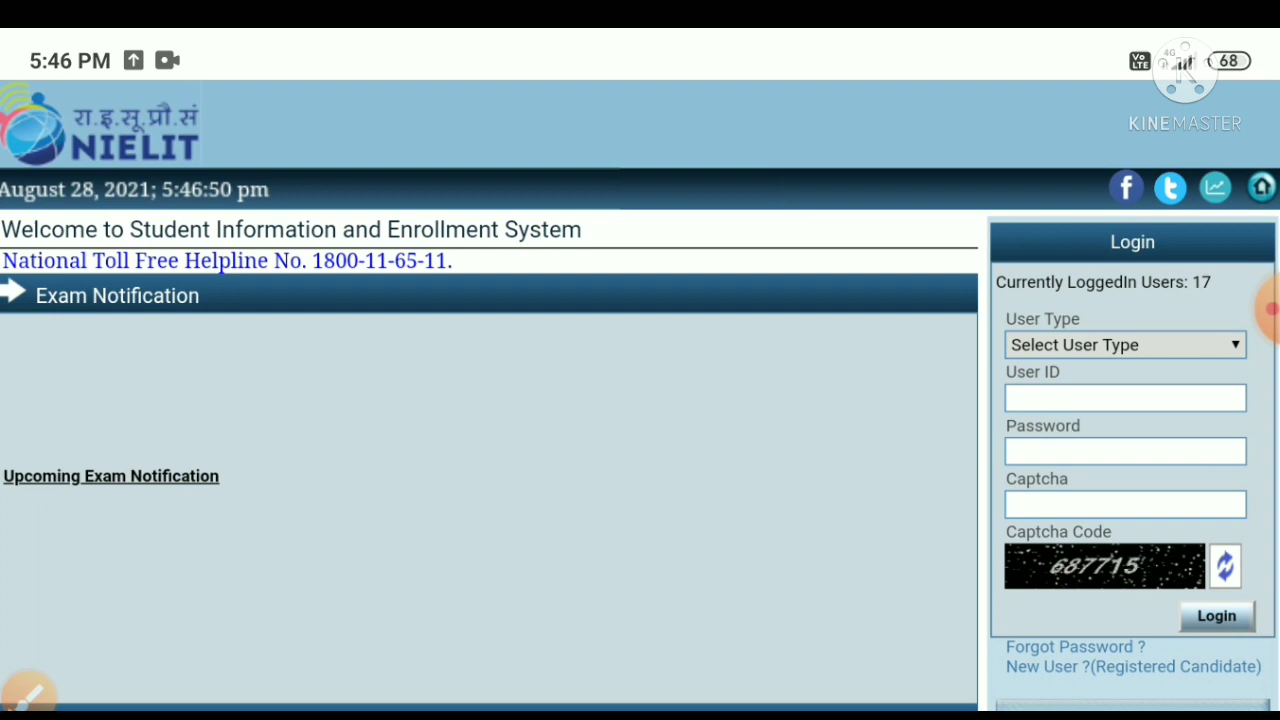 5:46 PM
VO LTE 4G 68
KINEMASTER
रा.इ.सू.प्रौ.सं
NIELIT
August 28, 2021; 5:46:50 pm
Welcome to Student Information and Enrollment System
National Toll Free Helpline No. 1800-11-65-11.
Exam Notification
Upcoming Exam Notification
Login
Currently LoggedIn Users: 17
User Type
Select User Type
User ID
Password
Captcha
Captcha Code
687715
Login
Forgot Password ?
New User ?(Registered Candidate)